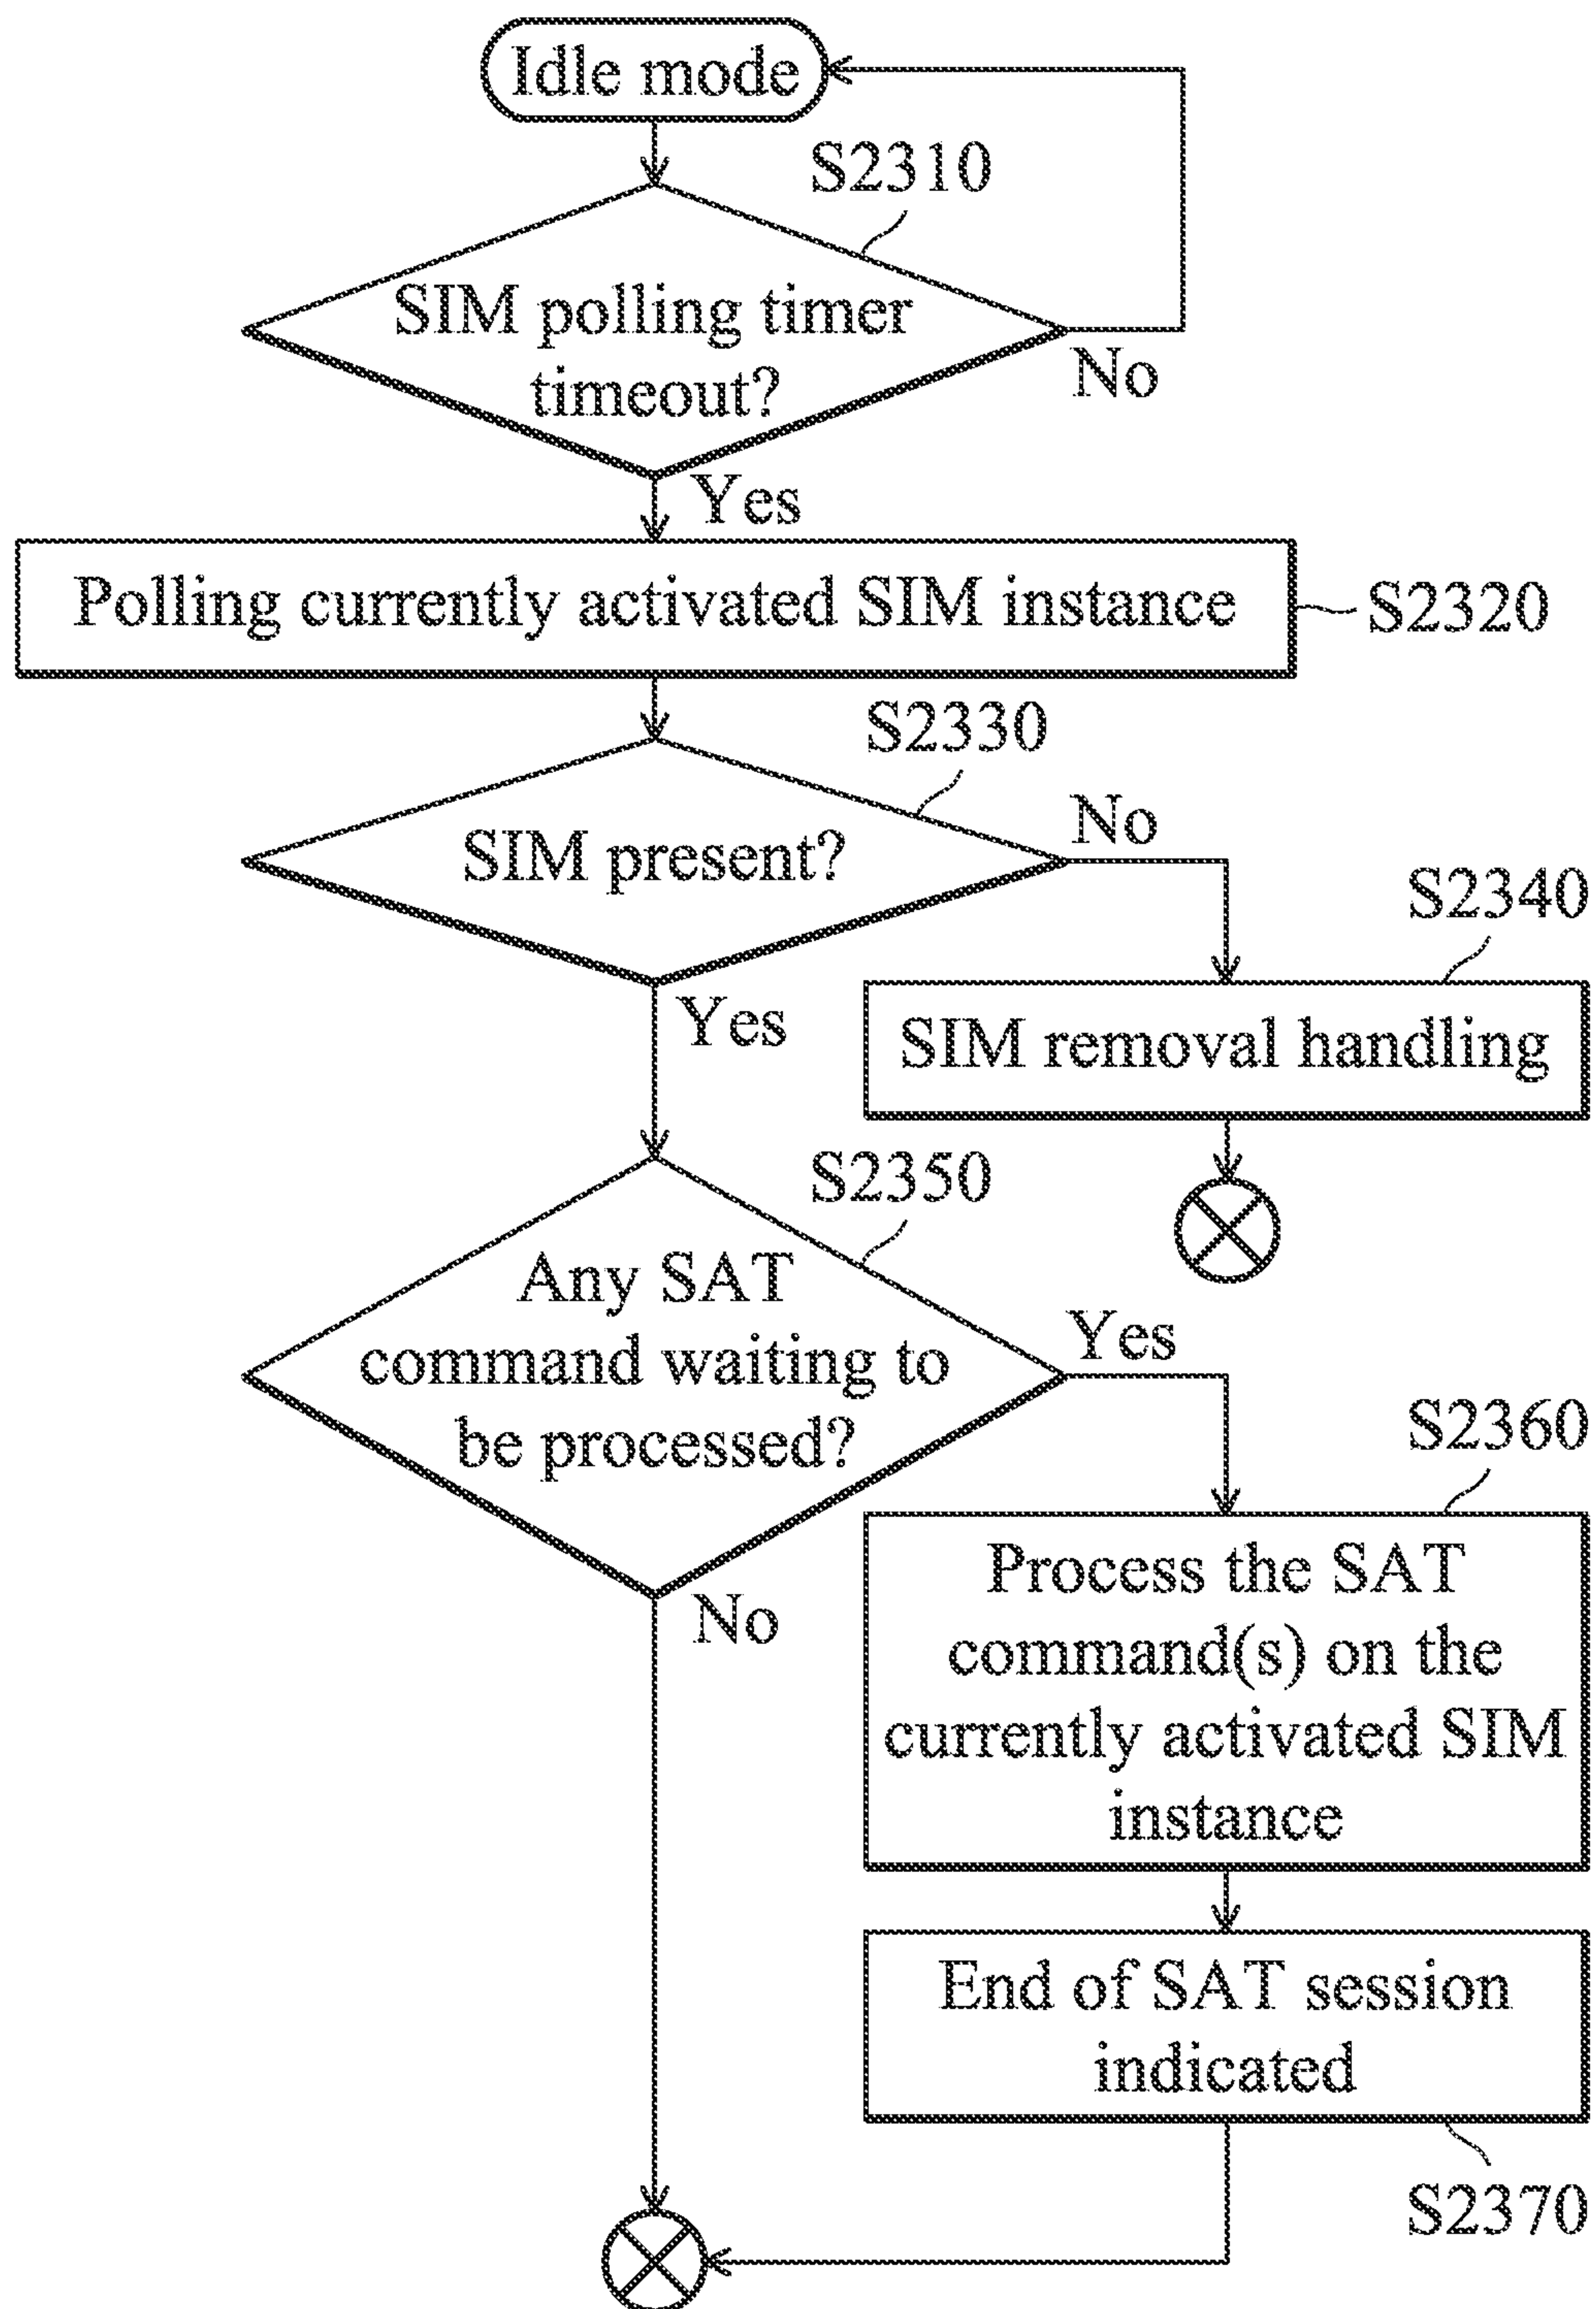 Idle mode
S2310
SIM polling timer
timeout?
No
Yes
Polling currently activated SIM instance
S2320
S2330
SIM present?
No
Yes
S2340
SIM removal handling
S2350
Any SAT
command waiting to
be processed?
Yes
No
S2360
Process the SAT
command(s) on the
currently activated SIM
instance
End of SAT session
indicated
S2370